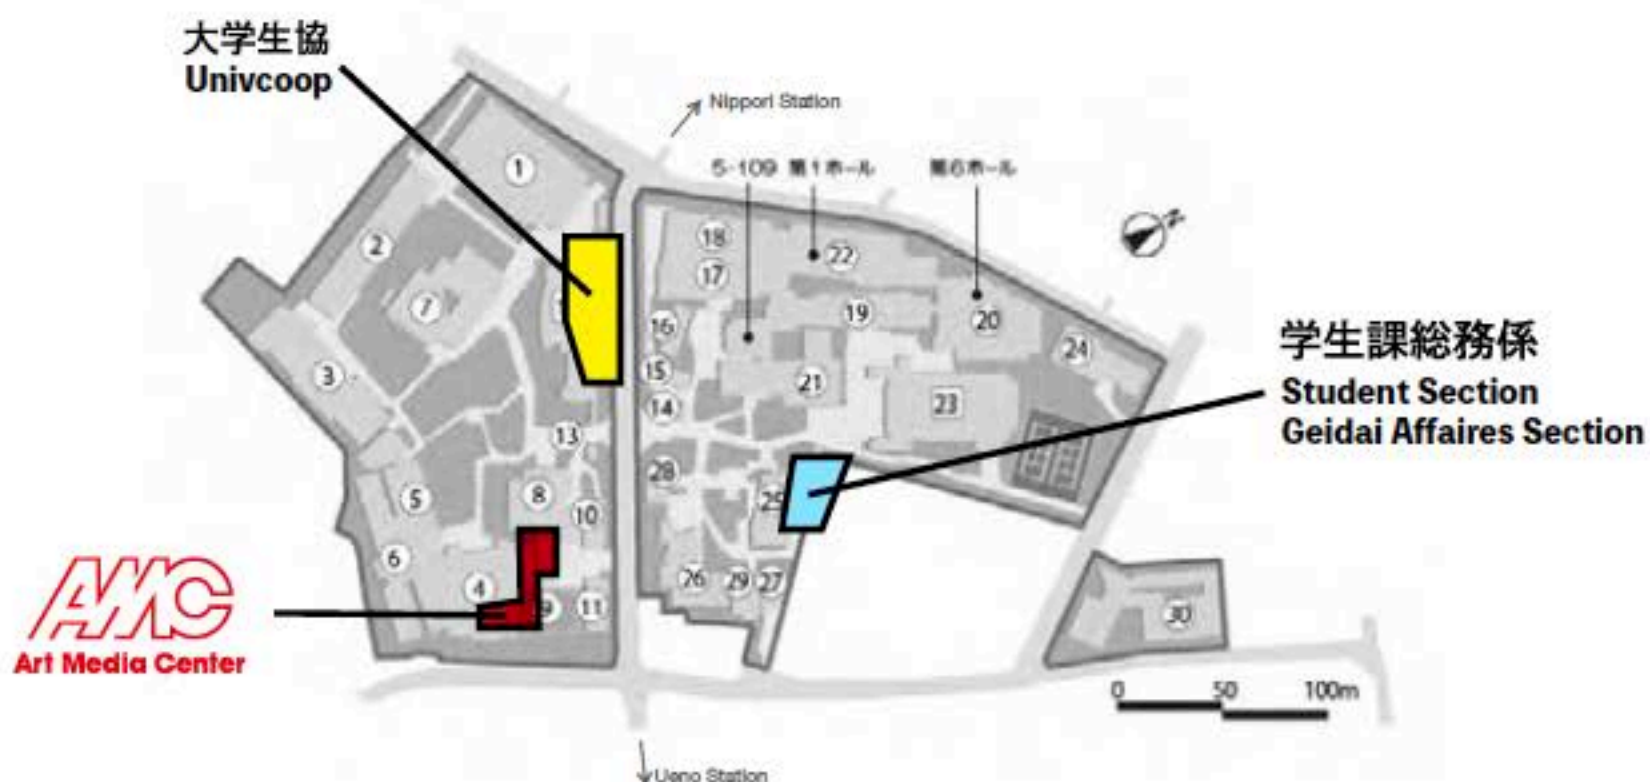 大学生協
Univcoop
Nippori Station
5-109 第1ホール
第6ホール
1
18
2
22
17
7
19
16
20
24
3
15
21
14
23
13
28
5
8
25
10
6
4
26
29
27
9
11
30
学生課総務係
Student Section
Geidai Affaires Section
AMC
Art Media Center
0 50 100m
Ueno Station
N